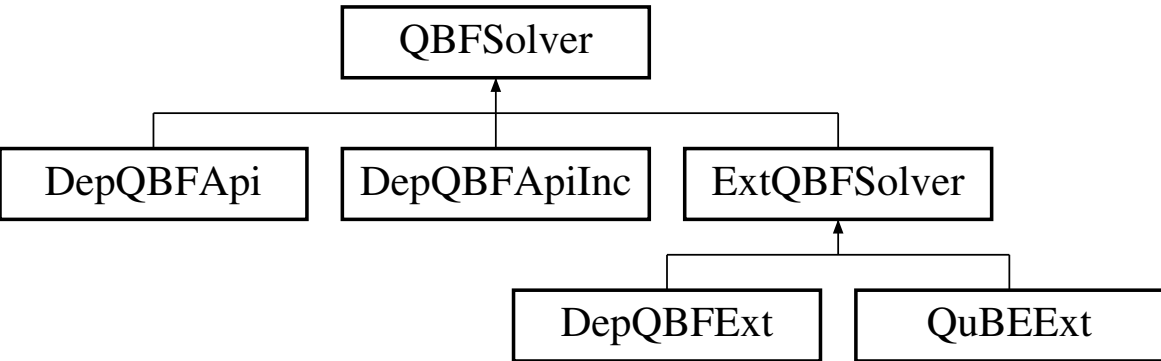 QBFSolver
DepQBFApi
DepQBFApiInc
ExtQBFSolver
DepQBFExt
QuBEExt